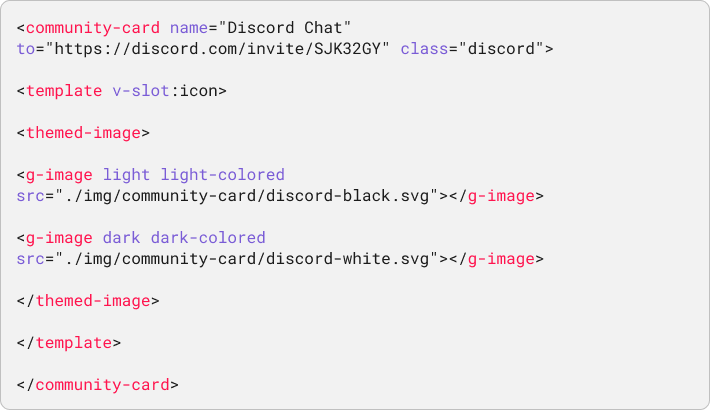 <community-card name="Discord Chat"
to="https://discord.com/invite/SJK32GY" class="discord">
<template v-slot:icon>
<themed-image>
<g-image light light-colored
src="./img/community-card/discord-black.svg"></g-image>
<g-image dark dark-colored
src="./img/community-card/discord-white.svg"></g-image>
</themed-image>
</template>
</community-card>